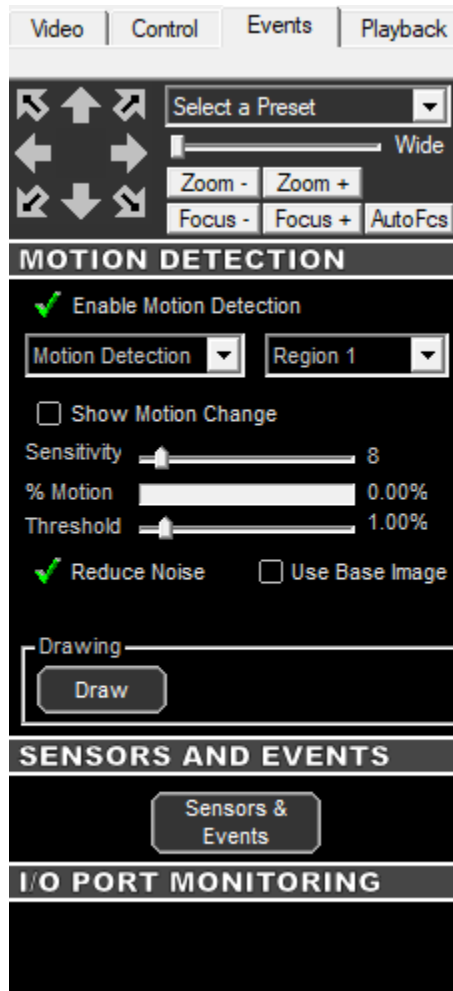 Video Control Events Playback
Select a Preset
Wide
Zoom - Zoom +
Focus - Focus + AutoFcs
MOTION DETECTION
Enable Motion Detection
Motion Detection Region 1
Show Motion Change
Sensitivity 8
% Motion 0.00%
Threshold 1.00%
Reduce Noise Use Base Image
Drawing
Draw
SENSORS AND EVENTS
Sensors &
Events
I/O PORT MONITORING